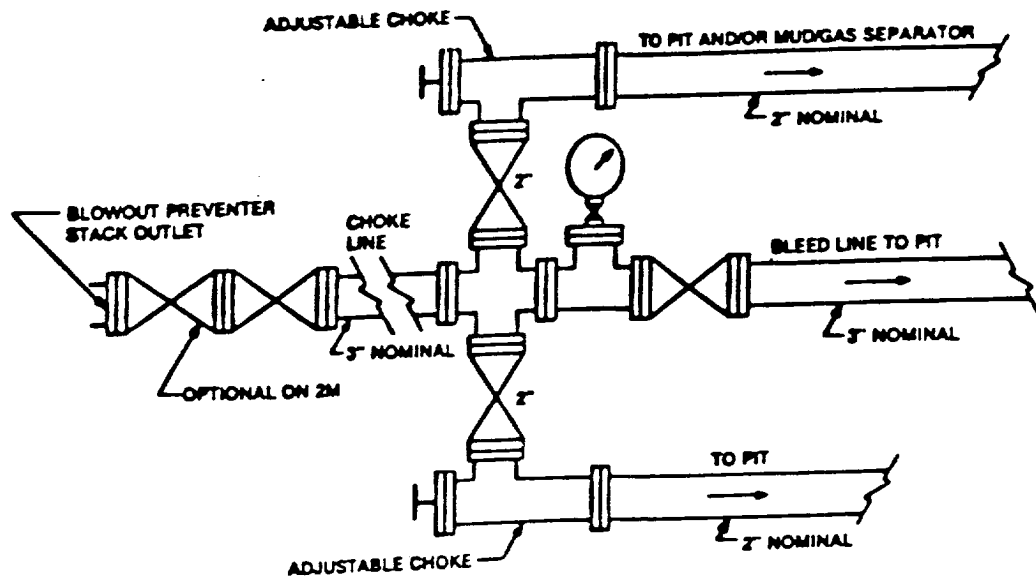 ADJUSTABLE CHOKE
TO PIT AND/OR MUD/GAS SEPARATOR
2" NOMINAL
2"
BLOWOUT PREVENTER
STACK OUTLET
CHOKE
LINE
BLEED LINE TO PIT
3" NOMINAL
3" NOMINAL
OPTIONAL ON 2M
2"
TO PIT
2" NOMINAL
ADJUSTABLE CHOKE